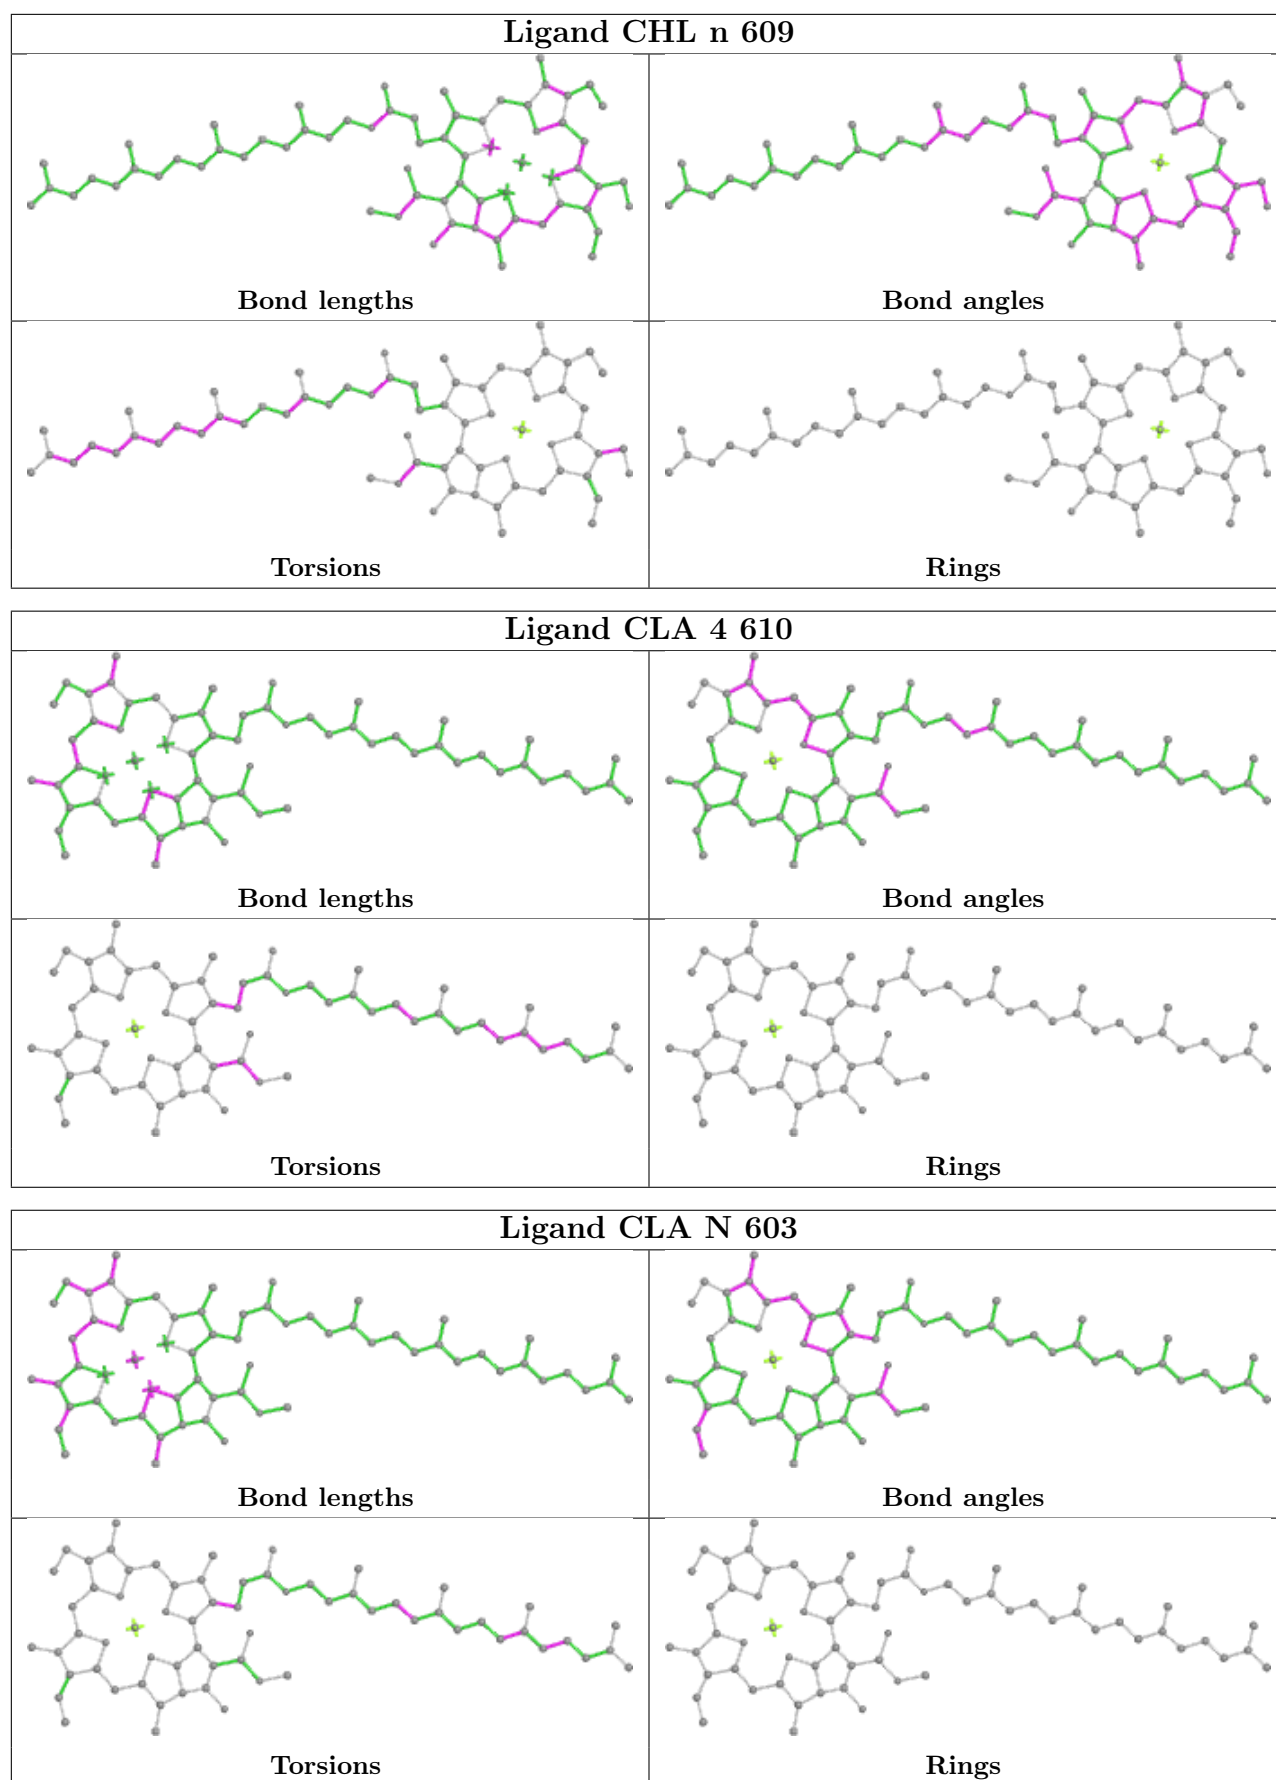 Ligand CHL n 609
Bond lengths
Bond angles
Torsions
Rings
Ligand CLA 4 610
Bond lengths
Bond angles
Torsions
Rings
Ligand CLA N 603
Bond lengths
Bond angles
Torsions
Rings